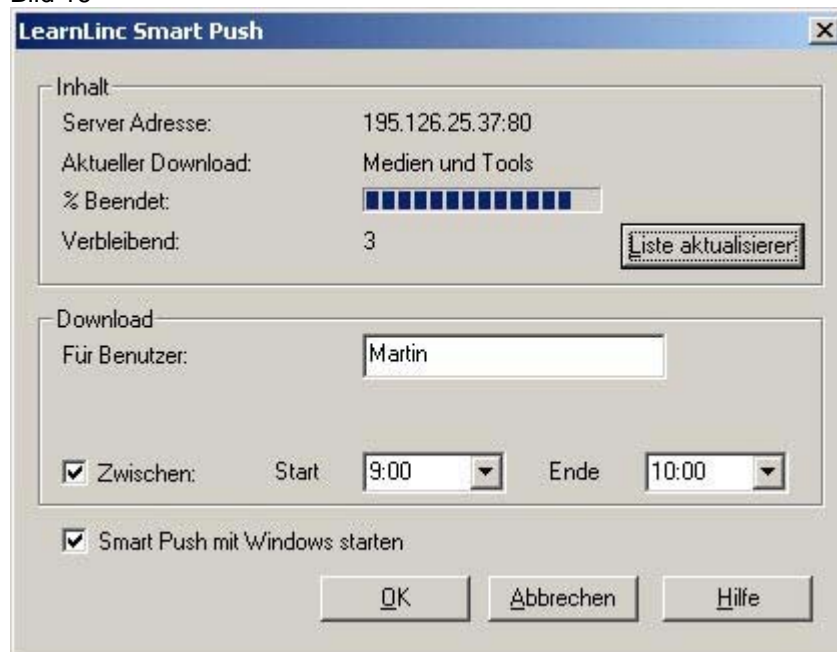 LearnLinc Smart Push
Inhalt
Server Adresse: 195.126.25.37:80
Aktueller Download: Medien und Tools
% Beendet:
Verbleibend: 3 Liste aktualisieren
Download
Für Benutzer: Martin
Zwischen: Start 9:00 Ende 10:00
Smart Push mit Windows starten
OK Abbrechen Hilfe